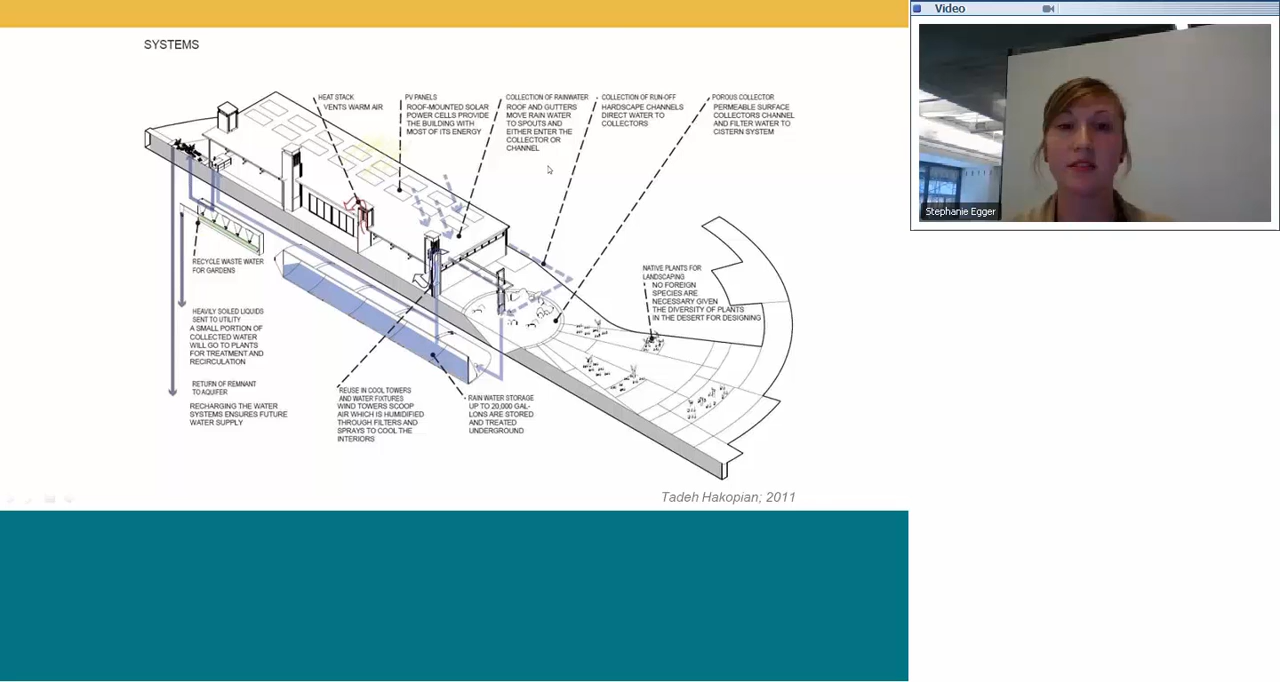 Video
SYSTEMS
HEAT STACK
VENTS WARM AIR
PV PANELS
ROOF-MOUNTED SOLAR
POWER CELLS PROVIDE
THE BUILDING WITH
MOST OF ITS ENERGY
COLLECTION OF RAINWATER
ROOF AND GUTTERS
MOVE RAIN WATER
TO SPOUTS AND
EITHER ENTER THE
COLLECTOR OR
CHANNEL
COLLECTION OF RUN-OFF
HARDSCAPE CHANNELS
DIRECT WATER TO
COLLECTORS
POROUS COLLECTOR
PERMEABLE SURFACE
COLLECTORS CHANNEL
AND FILTER WATER TO
CISTERN SYSTEM
Stephanie Egger
RECYCLE WASTE WATER
FOR GARDENS
NATIVE PLANTS FOR
LANDSCAPING
NO FOREIGN
SPECIES ARE
NECESSARY GIVEN
THE DIVERSITY OF PLANTS
IN THE DESERT FOR DESIGNING
HEAVILY SOILED LIQUIDS
SENT TO UTILITY
A SMALL PORTION OF
COLLECTED WATER
WILL GO TO PLANTS
FOR TREATMENT AND
RECIRCULATION
RETURN OF REMNANT
TO AQUIFER
RECHARGING THE WATER
SYSTEMS ENSURES FUTURE
WATER SUPPLY
REUSE IN COOL TOWERS
AND WATER FIXTURES
WIND TOWERS SCOOP
AIR WHICH IS HUMIDIFIED
THROUGH FILTERS AND
SPRAYS TO COOL THE
INTERIORS
RAIN WATER STORAGE
UP TO 20,000 GAL-
LONS ARE STORED
AND TREATED
UNDERGROUND
Tadeh Hakopian; 2011